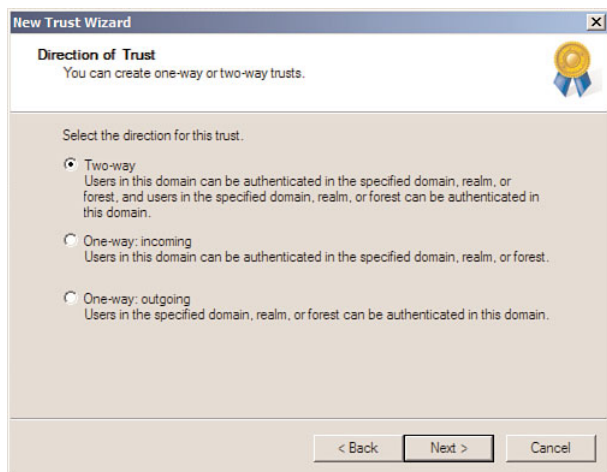 New Trust Wizard
Direction of Trust
You can create one-way or two-way trusts.
Select the direction for this trust.
Two-way
Users in this domain can be authenticated in the specified domain, realm, or
forest, and users in the specified domain, realm, or forest can be authenticated in
this domain.
One-way: incoming
Users in this domain can be authenticated in the specified domain, realm, or forest.
One-way: outgoing
Users in the specified domain, realm, or forest can be authenticated in this domain.
< Back Next > Cancel